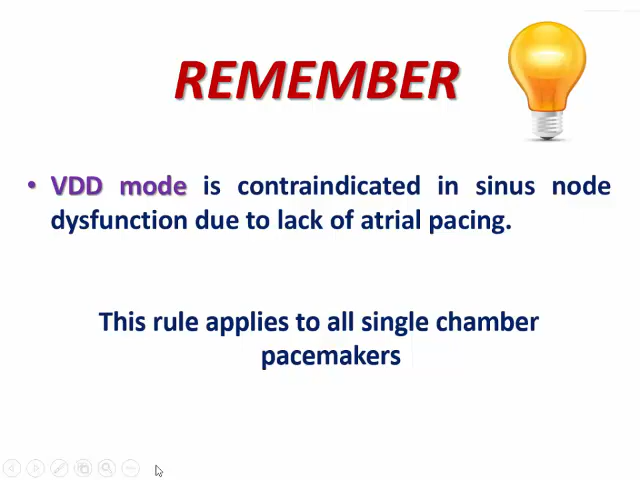 REMEMBER
• VDD mode is contraindicated in sinus node
dysfunction due to lack of atrial pacing.
This rule applies to all single chamber
pacemakers